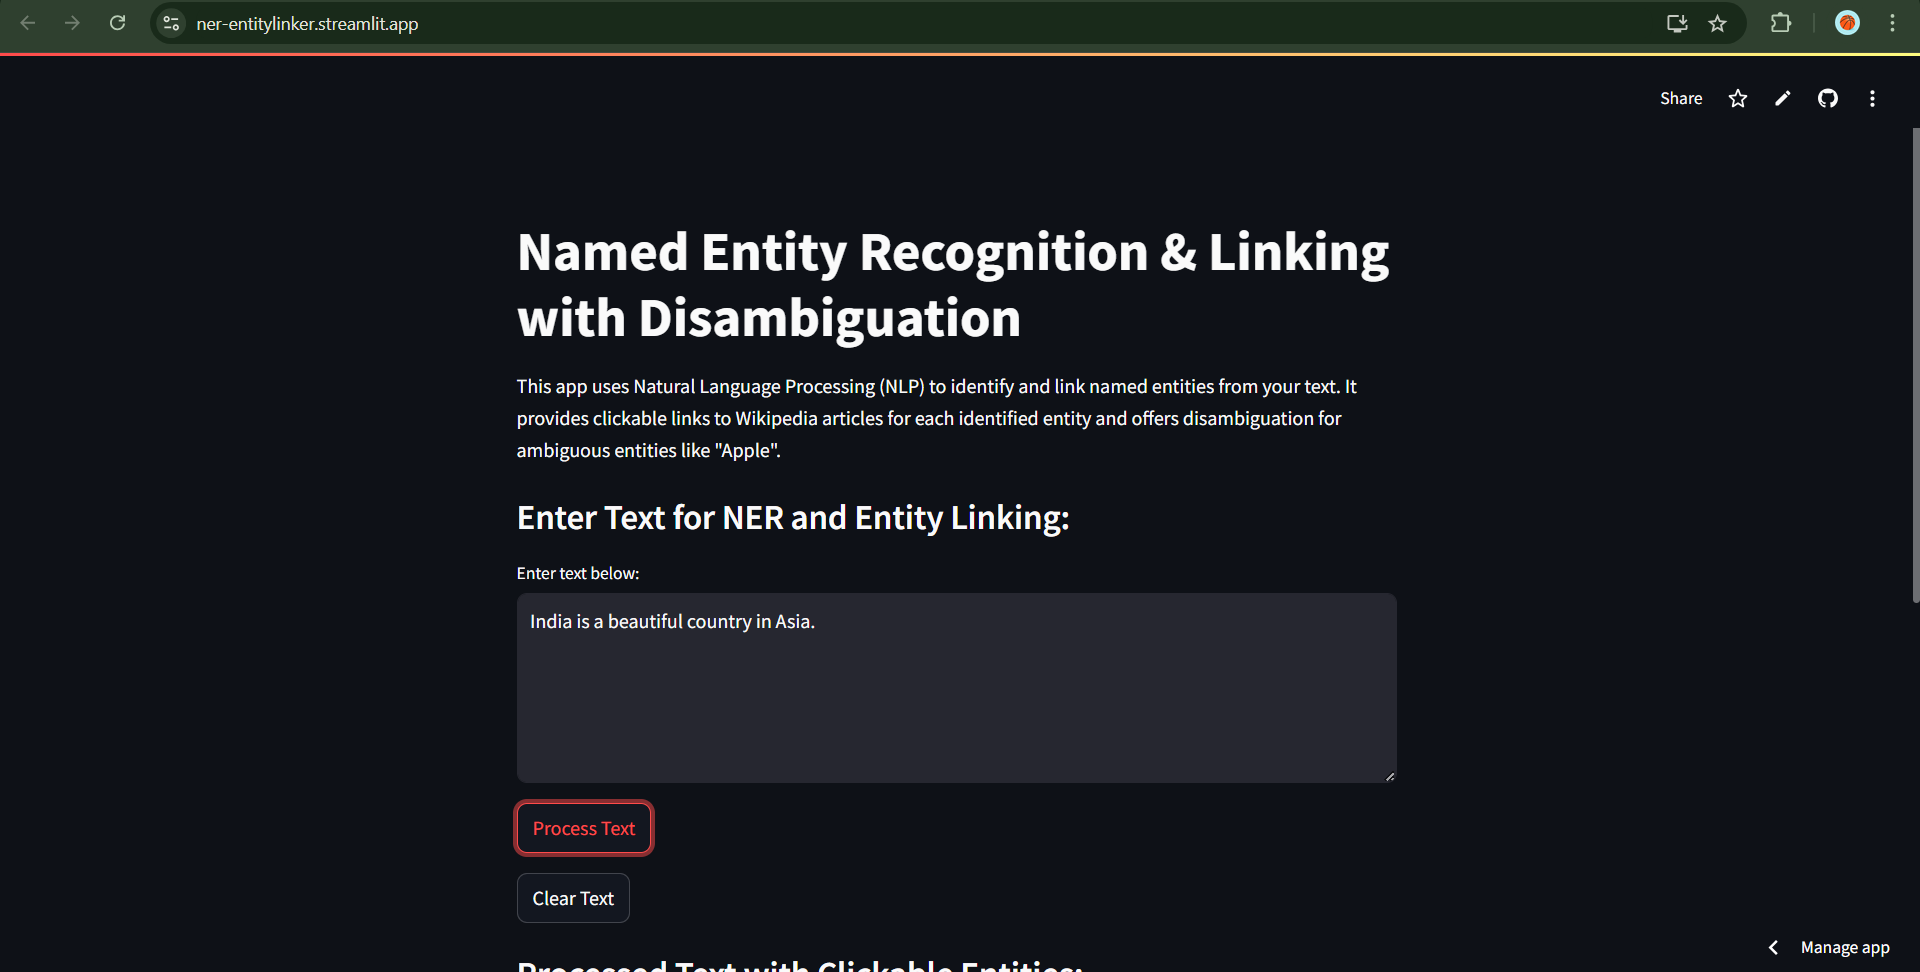 ner-entitylinker.streamlit.app
Share
Named Entity Recognition & Linking
with Disambiguation
This app uses Natural Language Processing (NLP) to identify and link named entities from your text. It
provides clickable links to Wikipedia articles for each identified entity and offers disambiguation for
ambiguous entities like "Apple".
Enter Text for NER and Entity Linking:
Enter text below:
India is a beautiful country in Asia.
Process Text
Clear Text
Manage app
Processed Text with Clickable Entities: